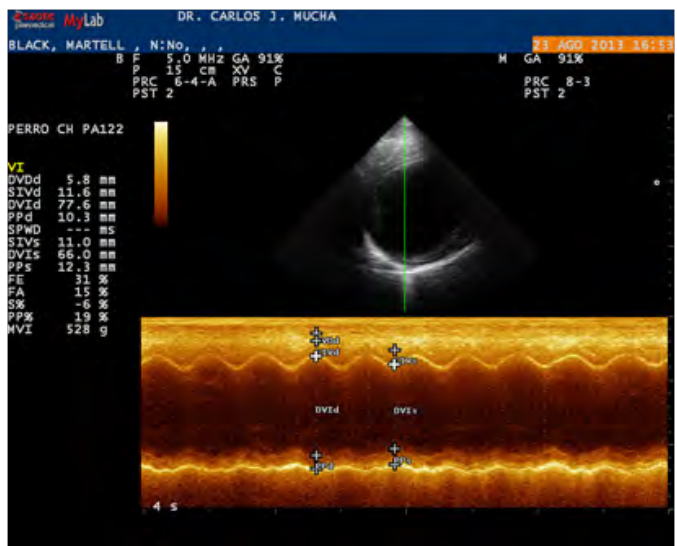 esaote MyLab
piemedical
DR. CARLOS J. MUCHA
BLACK, MARTELL , N:No, , ,
23 AGO 2013 16:53
B F 5.0 MHz GA 91%
P 15 cm XV C
PRC 6-4-A PRS P
PST 2
M GA 91%
PRC 8-3
PST 2
PERRO CH PA122
VI
DVDd 5.8 mm
SIVd 11.6 mm
DVId 77.6 mm
PPd 10.3 mm
SPWD --- ms
SIVs 11.0 mm
DVIs 66.0 mm
PPs 12.3 mm
FE 31 %
FA 15 %
S% -6 %
PP% 19 %
MVI 528 g
DVId
DVIs
PPd
PPs
4 s